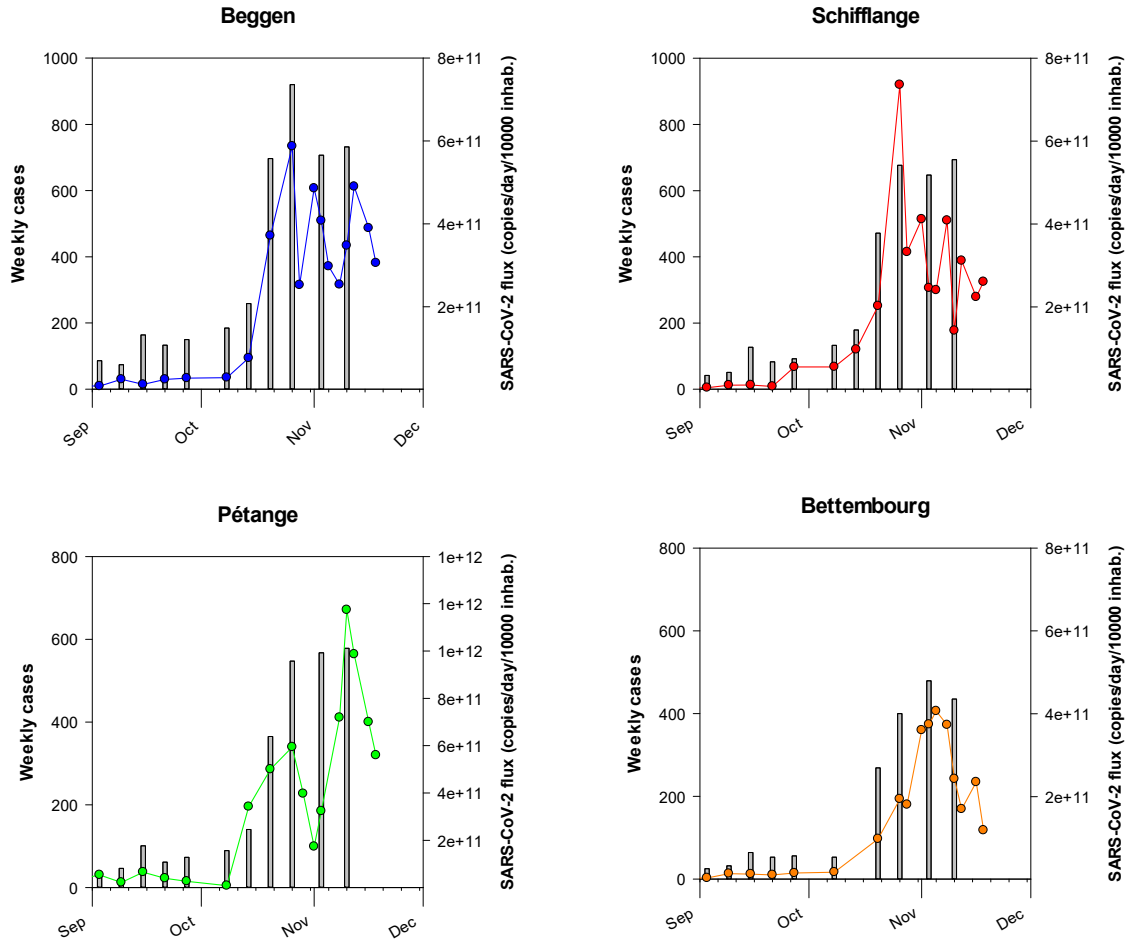 Beggen
1000
800
600
400
200
0
Weekly cases
8e+11
6e+11
4e+11
2e+11
SARS-CoV-2 flux (copies/day/10000 inhab.)
Sep
Oct
Nov
Dec
Schifflange
1000
800
600
400
200
0
Weekly cases
8e+11
6e+11
4e+11
2e+11
SARS-CoV-2 flux (copies/day/10000 inhab.)
Sep
Oct
Nov
Dec
Pétange
800
600
400
200
0
Weekly cases
1e+12
1e+12
1e+12
8e+11
6e+11
4e+11
2e+11
SARS-CoV-2 flux (copies/day/10000 inhab.)
Sep
Oct
Nov
Dec
Bettembourg
800
600
400
200
0
Weekly cases
8e+11
6e+11
4e+11
2e+11
SARS-CoV-2 flux (copies/day/10000 inhab.)
Sep
Oct
Nov
Dec